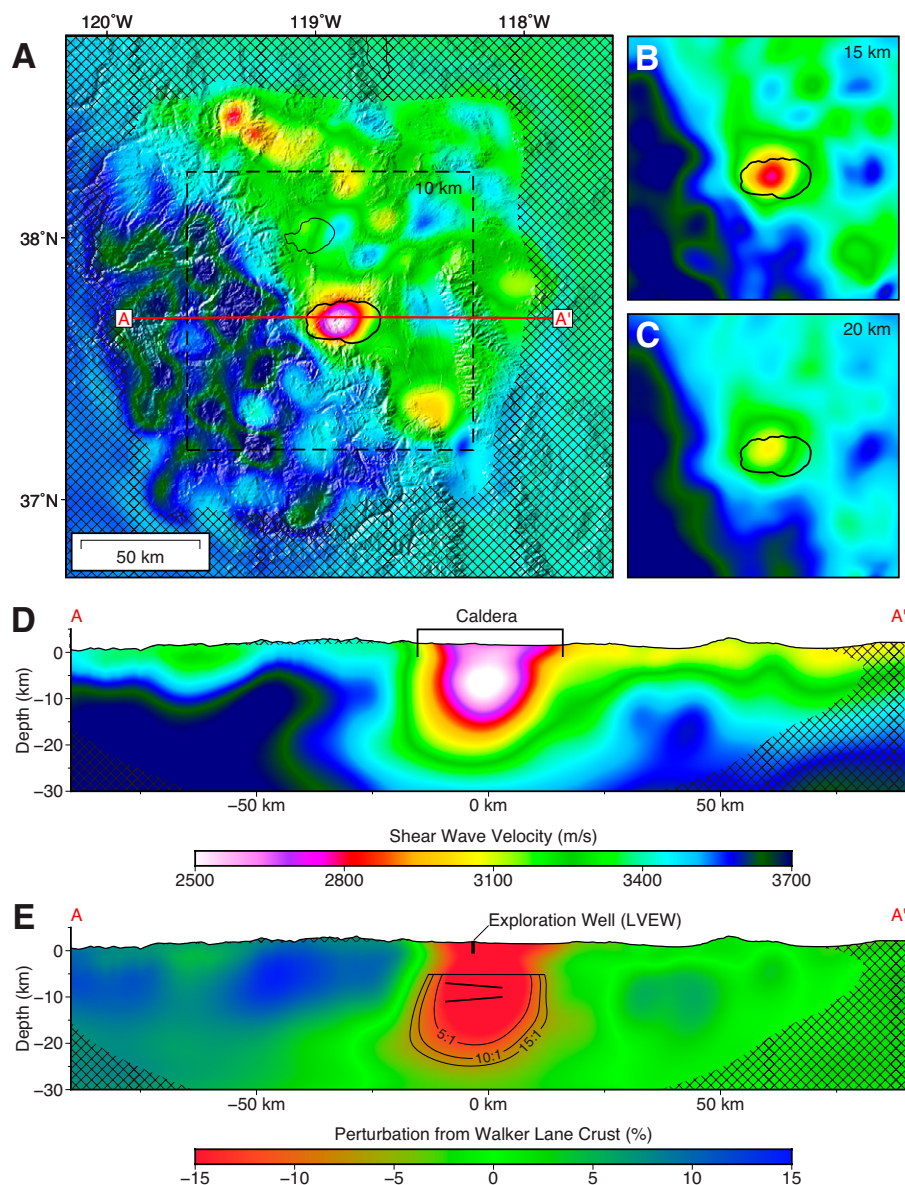 120˚W 119˚W 118˚W
A
B
15 km
10 km
38˚N
A
A'
C
20 km
37˚N
50 km
D
A
Caldera
A'
0
−10
−20
−30
Depth (km)
−50 km 0 km 50 km
Shear Wave Velocity (m/s)
2500 2800 3100 3400 3700
E
A
Exploration Well (LVEW)
A'
0
−10
−20
−30
Depth (km)
5:1
10:1
15:1
−50 km 0 km 50 km
Perturbation from Walker Lane Crust (%)
−15 −10 −5 0 5 10 15